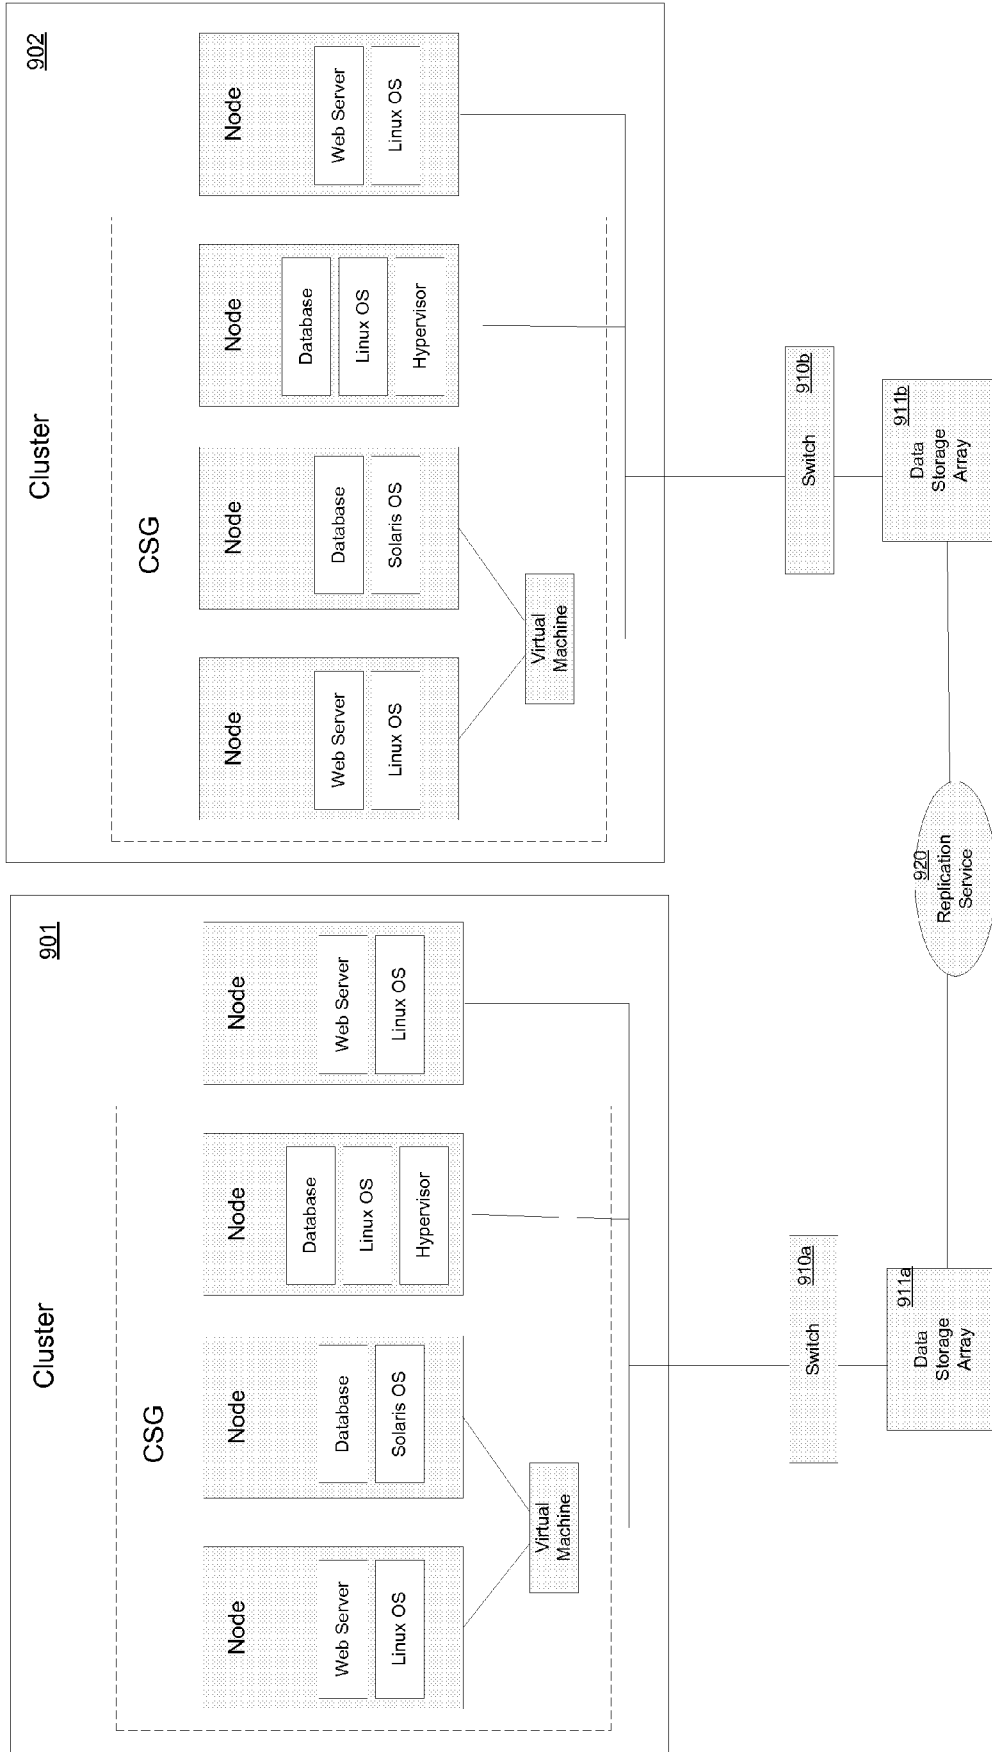 Cluster
901
CSG
Node
Web Server
Linux OS
Node
Database
Solaris OS
Virtual
Machine
Node
Database
Linux OS
Hypervisor
Node
Web Server
Linux OS
Switch
910a
911a
Data
Storage
Array
920
Replication
Service
Cluster
902
CSG
Node
Web Server
Linux OS
Node
Database
Solaris OS
Virtual
Machine
Node
Database
Linux OS
Hypervisor
Node
Web Server
Linux OS
Switch
910b
911b
Data
Storage
Array